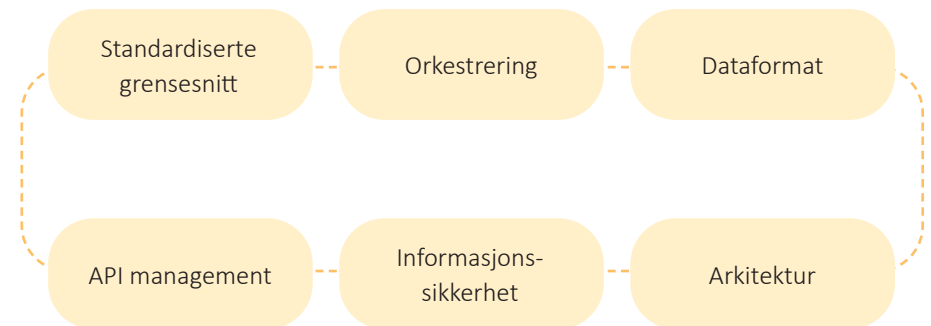 Standardiserte
grensesnitt
Orkestrering
Dataformat
API management
Informasjons-
sikkerhet
Arkitektur